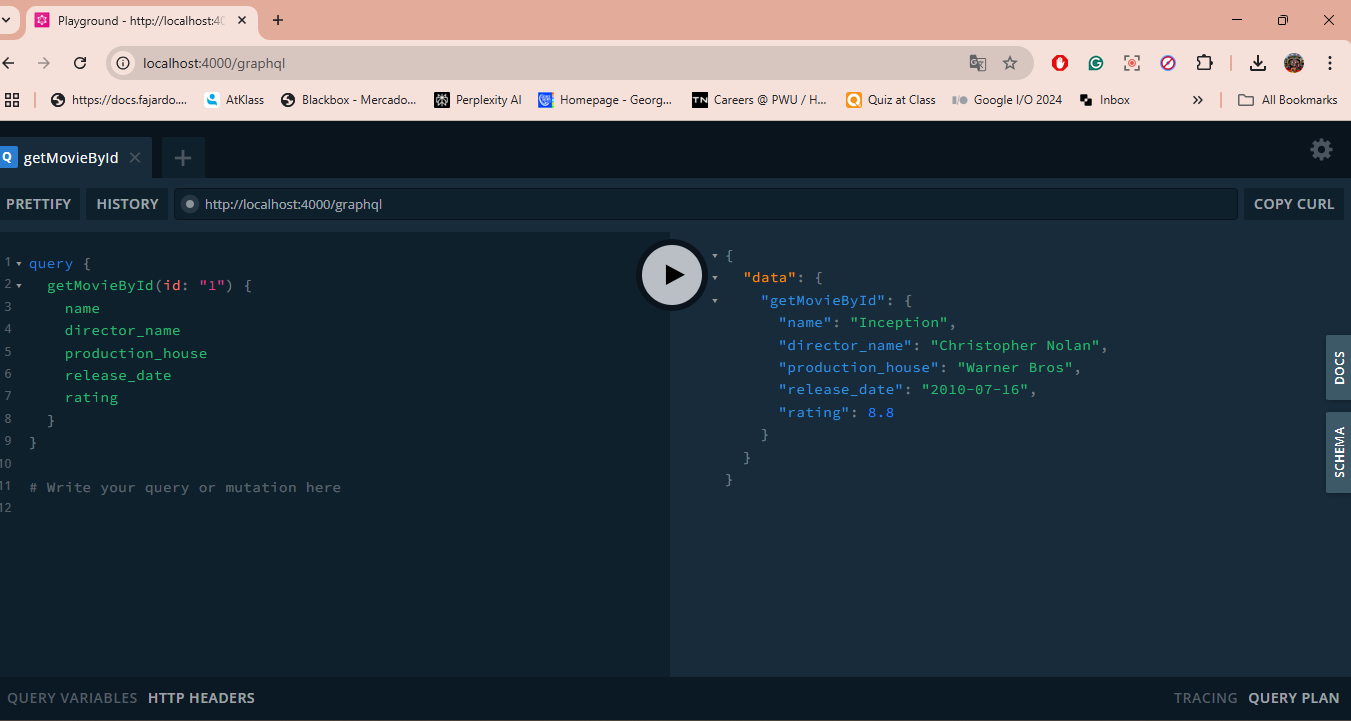 Playground - http://localhost:40
localhost:4000/graphql
https://docs.fajardo.... AtKlass Blackbox - Mercado... Perplexity AI Homepage - Georg... TN Careers @ PWU / H... Quiz at Class I/O Google I/O 2024 Inbox » All Bookmarks
Q getMovieById
PRETTIFY HISTORY http://localhost:4000/graphql COPY CURL
1 query {
2 getMovieById(id: "1") {
3 name
4 director_name
5 production_house
6 release_date
7 rating
8 }
9 }
10
11 # Write your query or mutation here
12
{
"data": {
"getMovieById": {
"name": "Inception",
"director_name": "Christopher Nolan",
"production_house": "Warner Bros",
"release_date": "2010-07-16",
"rating": 8.8
}
}
}
DOCS
SCHEMA
QUERY VARIABLES HTTP HEADERS TRACING QUERY PLAN